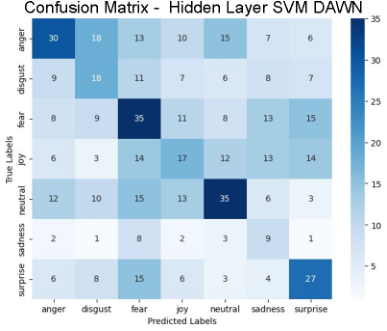 Confusion Matrix - Hidden Layer SVM DAWN
True Labels
anger 30 18 13 10 15 7 6
disgust 9 18 11 7 6 8 7
fear 8 9 35 11 8 13 15
joy 6 3 14 17 12 13 14
neutral 12 10 15 13 35 6 3
sadness 2 1 8 2 3 9 1
surprise 6 8 15 6 3 4 27
anger disgust fear joy neutral sadness surprise
Predicted Labels
35
30
25
20
15
10
5